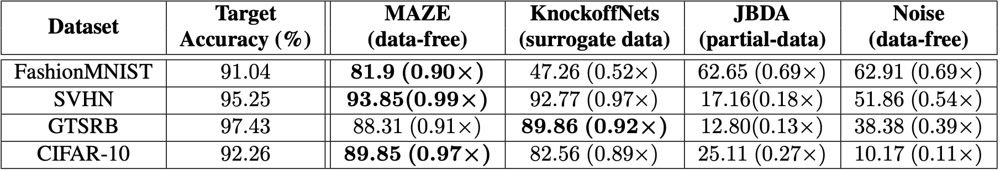 Dataset Target Accuracy (%) MAZE (data-free) KnockoffNets (surrogate data) JBDA (partial-data) Noise (data-free)
FashionMNIST 91.04 81.9 (0.90×) 47.26 (0.52×) 62.65 (0.69×) 62.91 (0.69×)
SVHN 95.25 93.85(0.99×) 92.77 (0.97×) 17.16(0.18×) 51.86 (0.54×)
GTSRB 97.43 88.31 (0.91×) 89.86 (0.92×) 12.80(0.13×) 38.38 (0.39×)
CIFAR-10 92.26 89.85 (0.97×) 82.56 (0.89×) 25.11 (0.27×) 10.17 (0.11×)